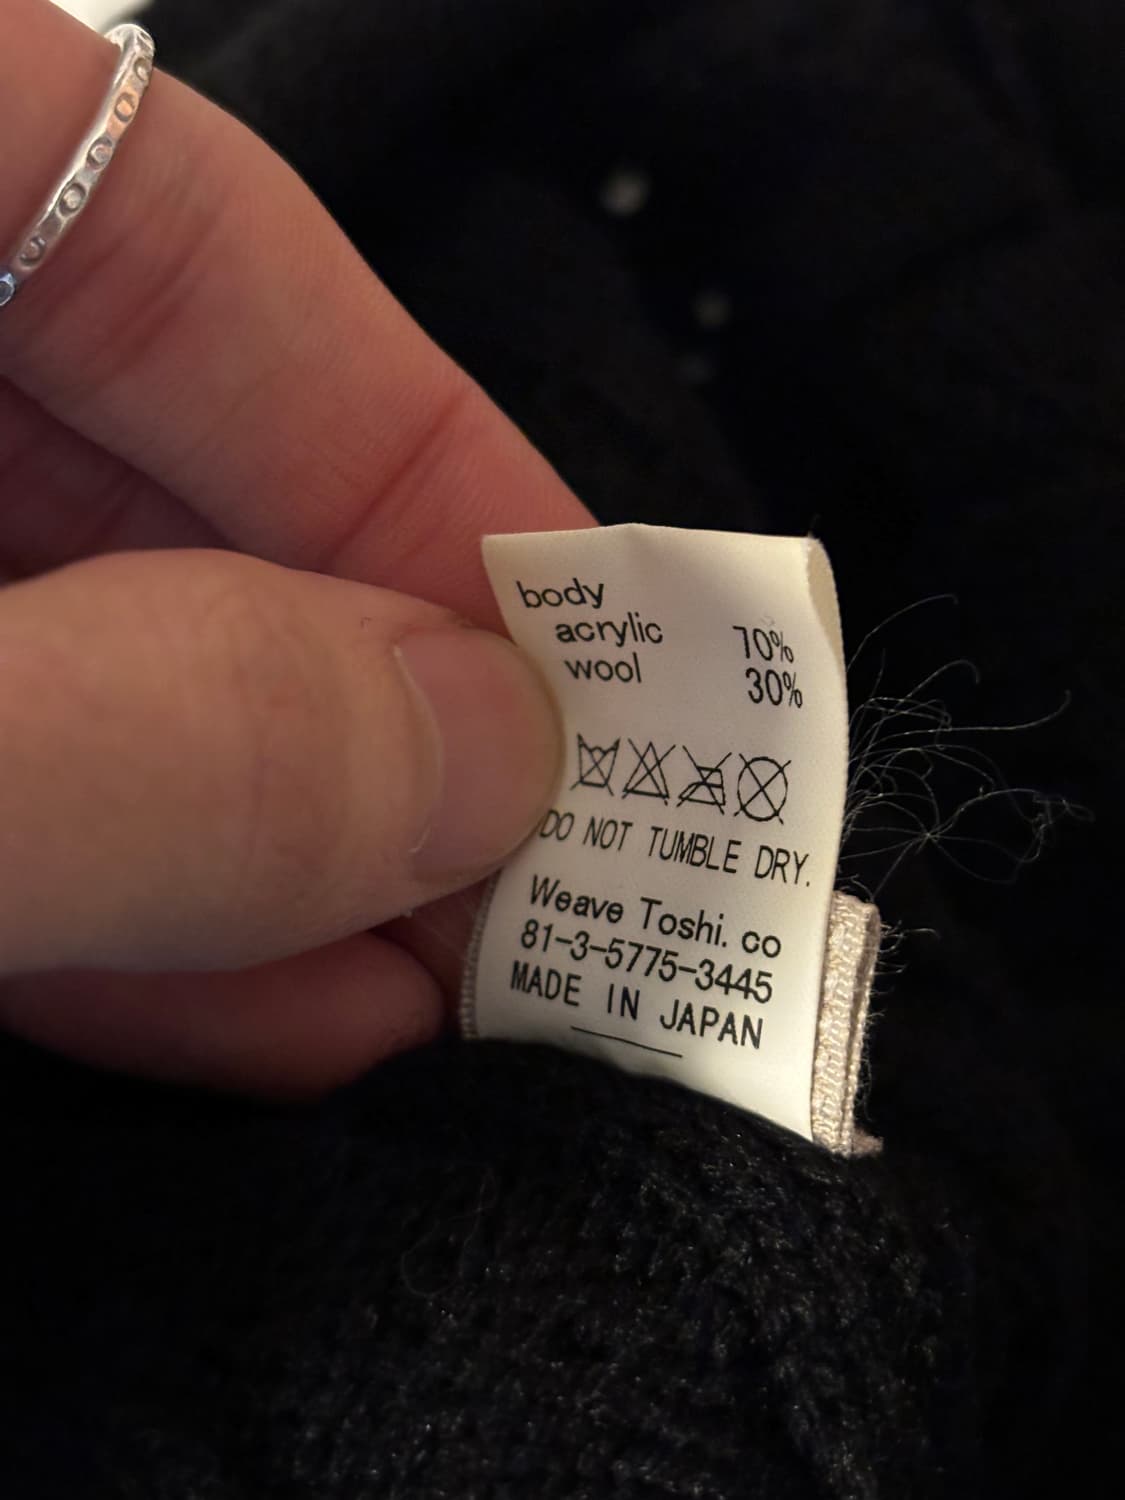 body
acrylic 70%
wool 30%
DO NOT TUMBLE DRY.
Weave Toshi. co
81-3-5775-3445
MADE IN JAPAN